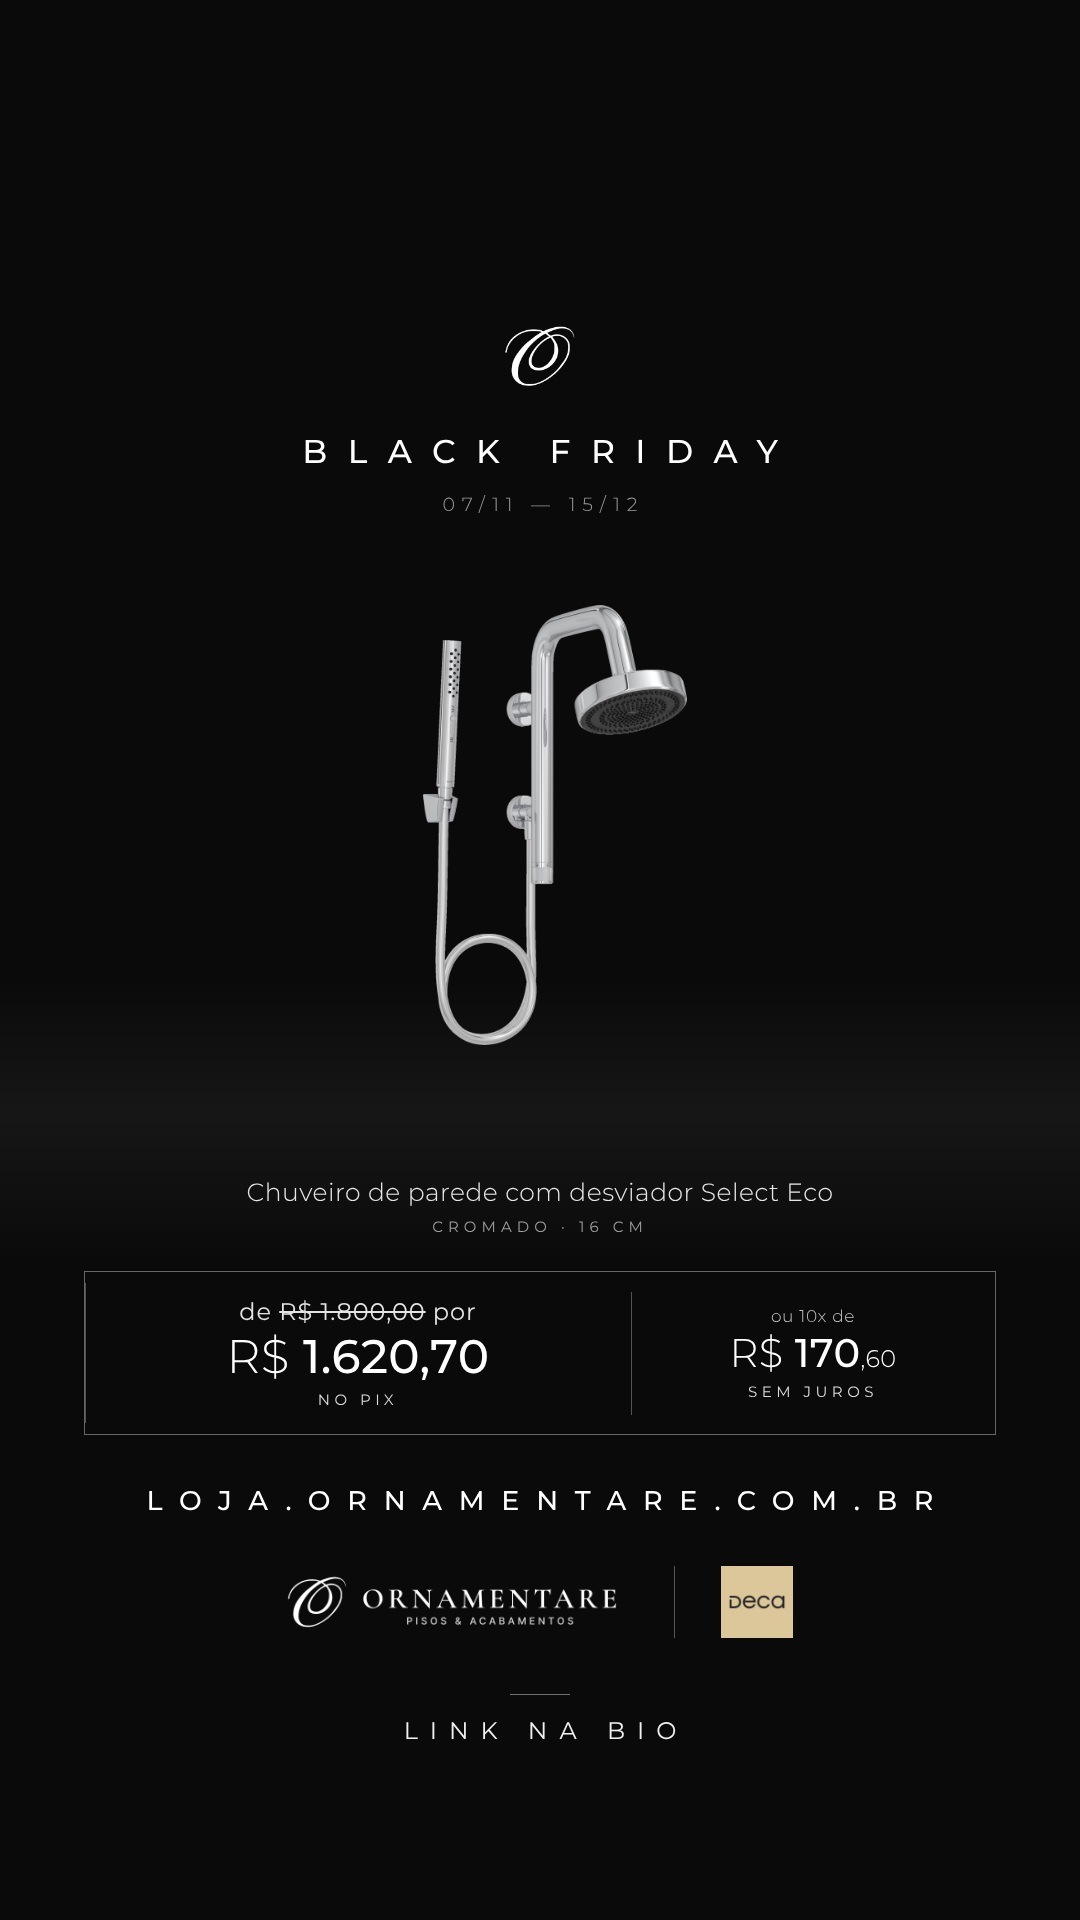 BLACK FRIDAY
07/11 — 15/12
Chuveiro de parede com desviador Select Eco
CROMADO · 16 CM
de R$ 1.800,00 por
R$ 1.620,70
NO PIX
ou 10x de
R$ 170,60
SEM JUROS
LOJA.ORNAMENTARE.COM.BR
ORNAMENTARE
PISOS & ACABAMENTOS
Deca
LINK NA BIO